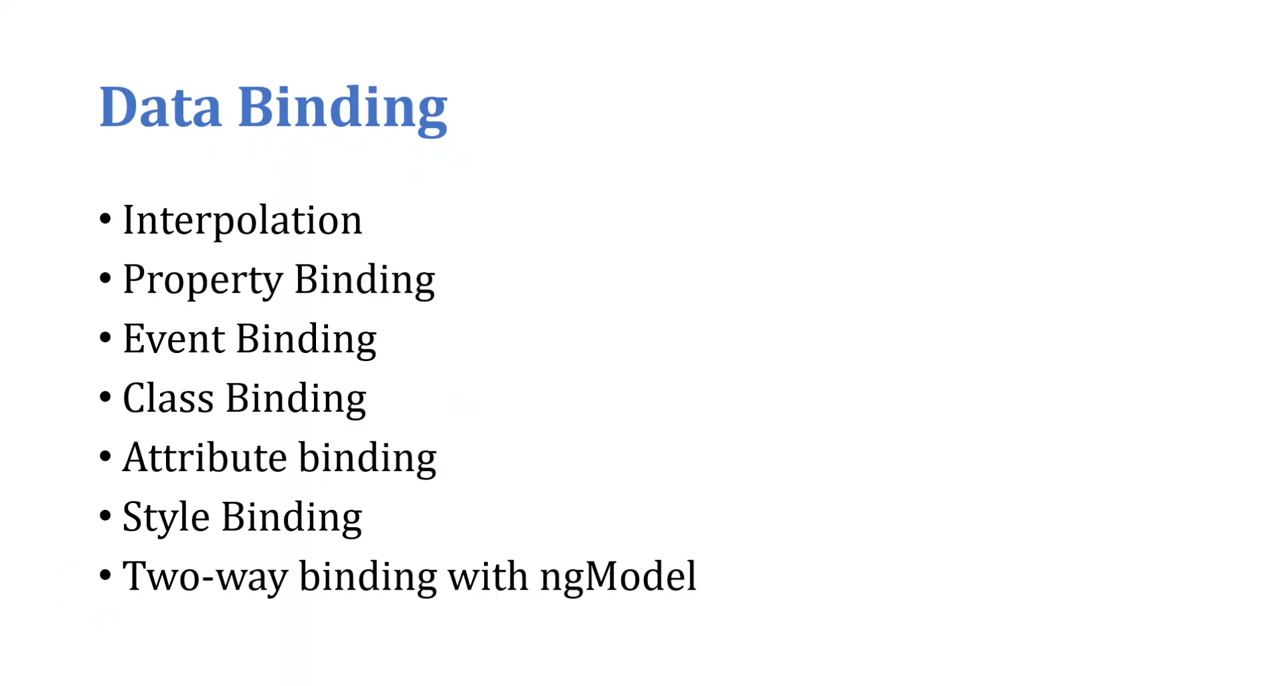 Data Binding
• Interpolation
• Property Binding
• Event Binding
• Class Binding
• Attribute binding
• Style Binding
• Two-way binding with ngModel